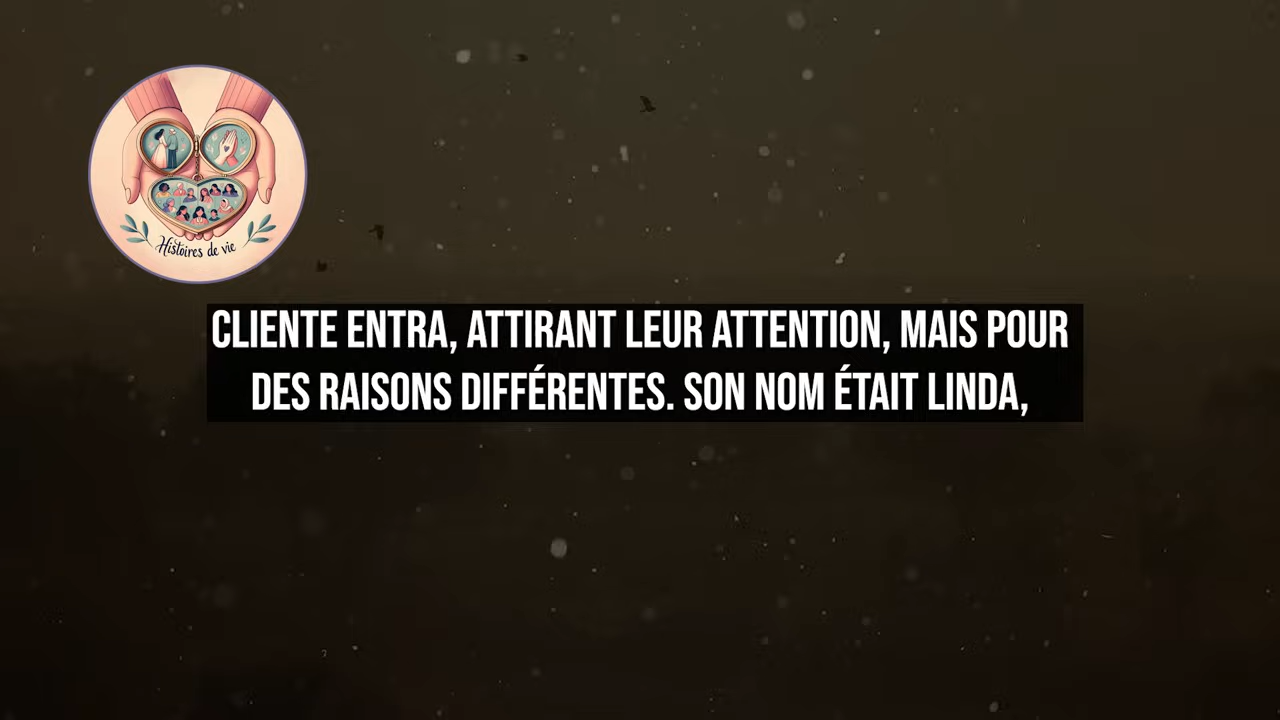 Histoires de vie
CLIENTE ENTRA, ATTIRANT LEUR ATTENTION, MAIS POUR
DES RAISONS DIFFÉRENTES. SON NOM ÉTAIT LINDA,